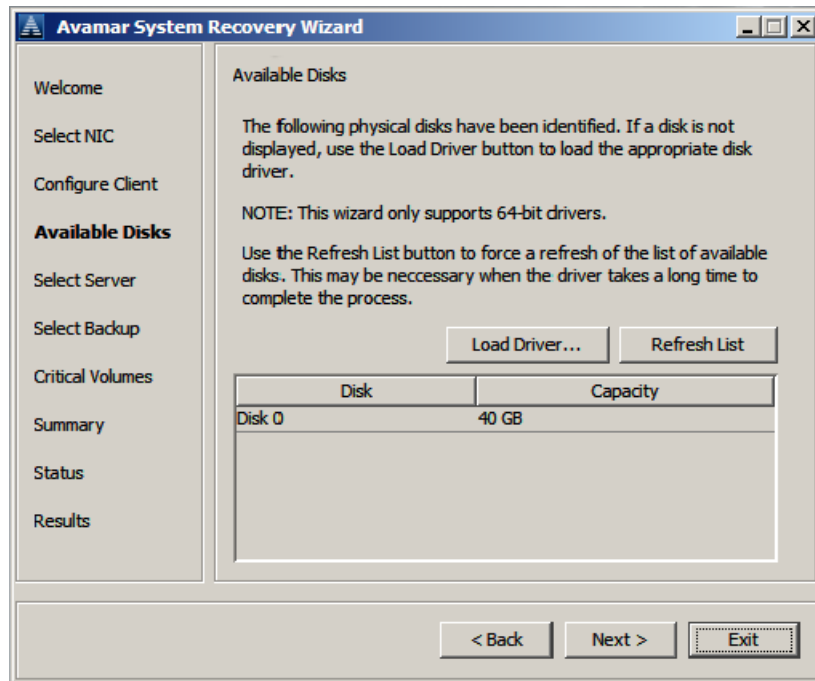 Avamar System Recovery Wizard
Welcome
Select NIC
Configure Client
Available Disks
Select Server
Select Backup
Critical Volumes
Summary
Status
Results
Available Disks
The following physical disks have been identified. If a disk is not
displayed, use the Load Driver button to load the appropriate disk
driver.
NOTE: This wizard only supports 64-bit drivers.
Use the Refresh List button to force a refresh of the list of available
disks. This may be neccessary when the driver takes a long time to
complete the process.
Load Driver... Refresh List
Disk Capacity
Disk 0 40 GB
< Back Next > Exit